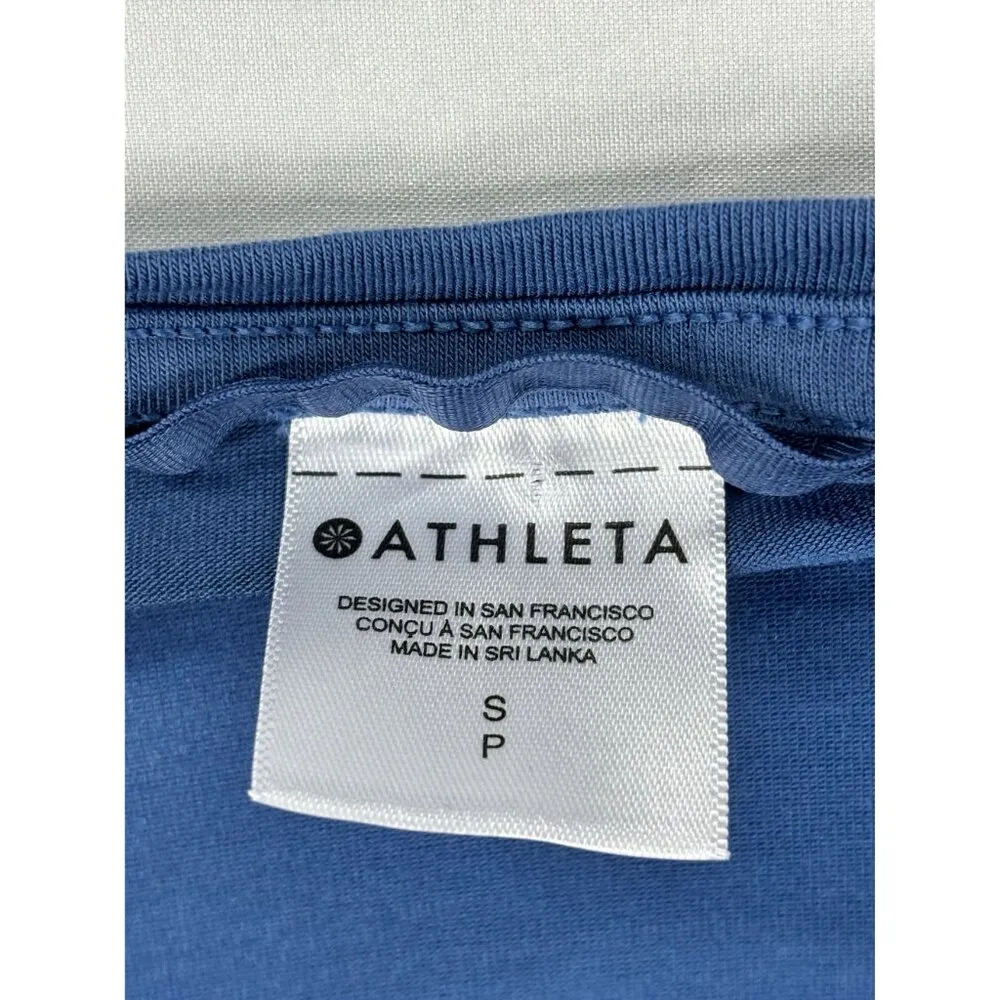 ATHLETA
DESIGNED IN SAN FRANCISCO
CONÇU À SAN FRANCISCO
MADE IN SRI LANKA
S
P